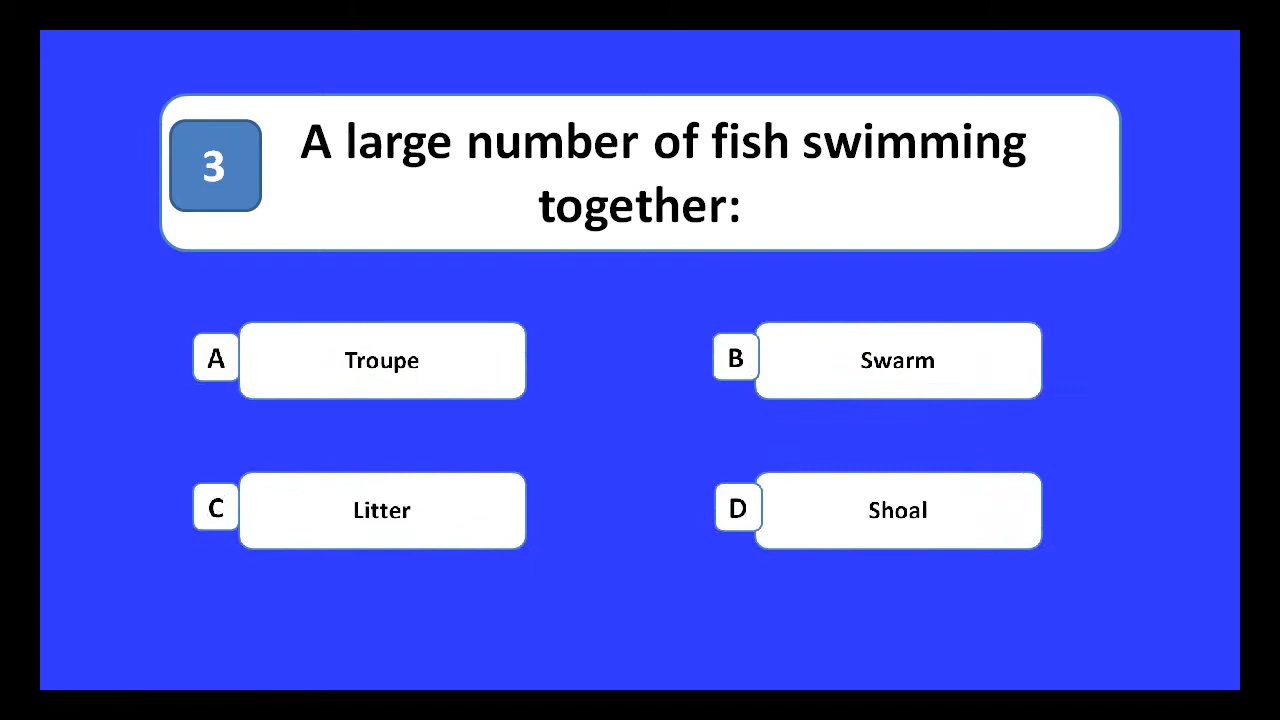 3
A large number of fish swimming
together:
A
Troupe
B
Swarm
C
Litter
D
Shoal